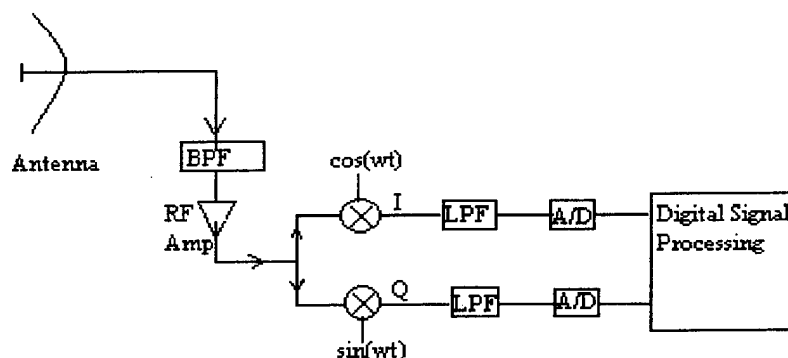 Antenna
BPF
RF
Amp
cos(wt)
I
LPF
A/D
Digital Signal
Processing
Q
LPF
A/D
sin(wt)